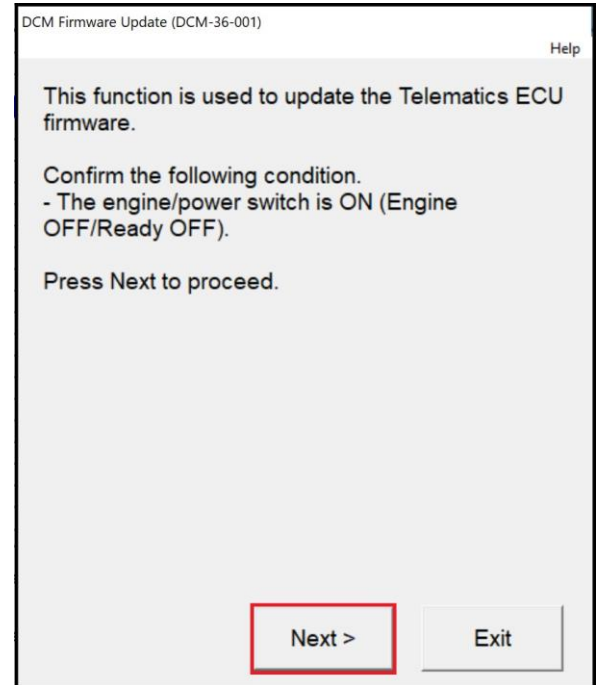 DCM Firmware Update (DCM-36-001)
Help
This function is used to update the Telematics ECU
firmware.
Confirm the following condition.
- The engine/power switch is ON (Engine
OFF/Ready OFF).
Press Next to proceed.
Next >
Exit